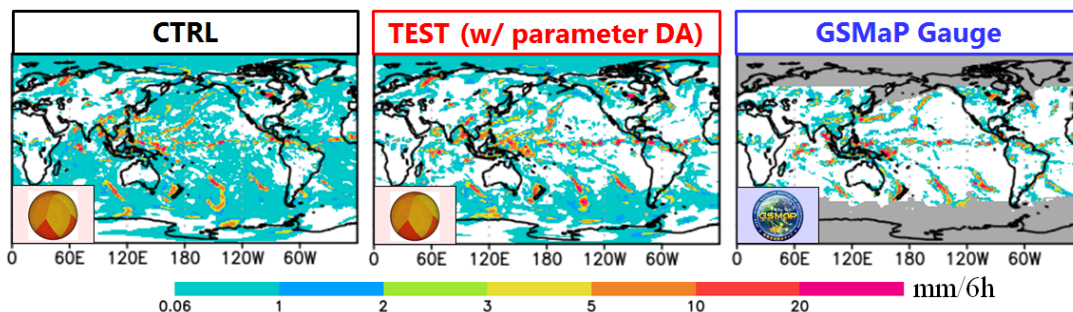 CTRL
TEST (w/ parameter DA)
GSMaP Gauge
0 60E 120E 180 120W 60W
0 60E 120E 180 120W 60W
0 60E 120E 180 120W 60W
GSMaP
0.06 1 2 3 5 10 20 mm/6h